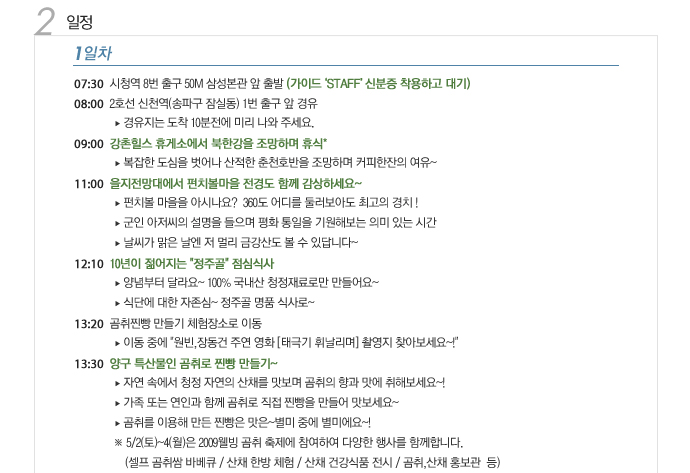 2 일정
1일차
07:30 시청역 8번 출구 50M 삼성본관 앞 출발 (가이드 'STAFF' 신분증 착용하고 대기)
08:00 2호선 신천역(송파구 잠실동) 1번 출구 앞 경유
▸ 경유지는 도착 10분전에 미리 나와 주세요.
09:00 강촌힐스 휴게소에서 북한강을 조망하며 휴식*
▸ 복잡한 도심을 벗어나 산적한 춘천호반을 조망하며 커피한잔의 여유~
11:00 을지전망대에서 펀치볼마을 전경도 함께 감상하세요~
▸ 펀치볼 마을을 아시나요? 360도 어디를 둘러보아도 최고의 경치 !
▸ 군인 아저씨의 설명을 들으며 평화 통일을 기원해보는 의미 있는 시간
▸ 날씨가 맑은 날엔 저 멀리 금강산도 볼 수 있답니다~
12:10 10년이 젊어지는 "정주골" 점심식사
▸ 양념부터 달라요~ 100% 국내산 청정재료로만 만들어요~
▸ 식단에 대한 자존심~ 정주골 명품 식사로~
13:20 곰취찐빵 만들기 체험장소로 이동
▸ 이동 중에 "원빈,장동건 주연 영화 [태극기 휘날리며] 촬영지 찾아보세요~!"
13:30 양구 특산물인 곰취로 찐빵 만들기~
▸ 자연 속에서 청정 자연의 산채를 맛보며 곰취의 향과 맛에 취해보세요~!
▸ 가족 또는 연인과 함께 곰취로 직접 찐빵을 만들어 맛보세요~
▸ 곰취를 이용해 만든 찐빵은 맛은~별미 중에 별미에요~!
※ 5/2(토)~4(월)은 2009웰빙 곰취 축제에 참여하여 다양한 행사를 함께합니다.
(셀프 곰취쌈 바베큐 / 산채 한방 체험 / 산채 건강식품 전시 / 곰취,산채 홍보관 등)